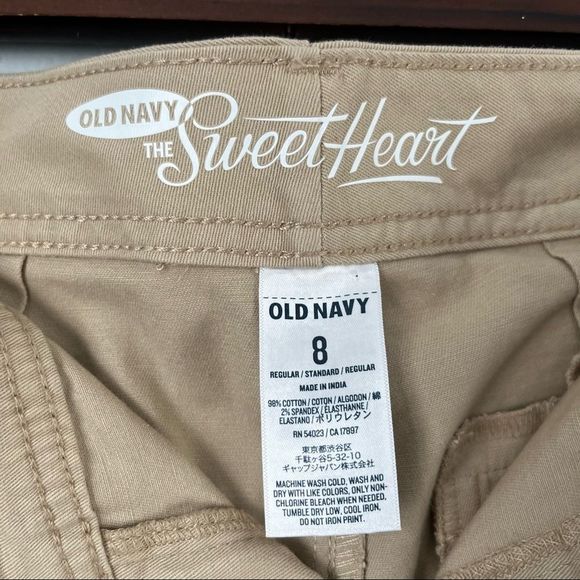 OLD NAVY
THE SweetHeart
OLD NAVY
8
REGULAR / STANDARD / REGULAR
MADE IN INDIA
98% COTTON / COTON / ALGODON / 綿
2% SPANDEX / ÉLASTHANNE /
ELASTANO / ポリウレタン
RN 54023 / CA 17897
東京都渋谷区
千駄ヶ谷5-32-10
ギャップジャパン株式会社
MACHINE WASH COLD, WASH AND
DRY WITH LIKE COLORS, ONLY NON-
CHLORINE BLEACH WHEN NEEDED,
TUMBLE DRY LOW, COOL IRON,
DO NOT IRON PRINT.